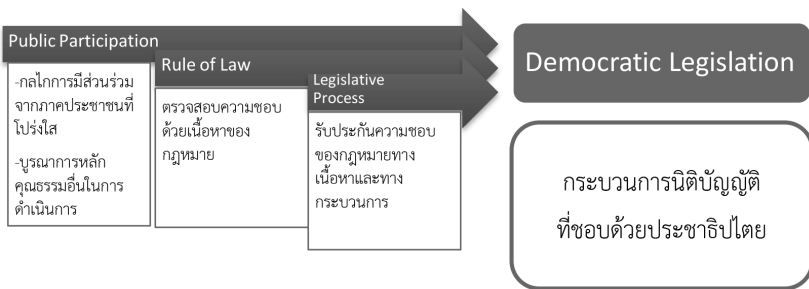 Public Participation
-กลไกการมีส่วนร่วม
จากภาคประชาชนที่
โปร่งใส
-บูรณาการหลัก
คุณธรรมอื่นในการ
ดำเนินการ
Rule of Law
ตรวจสอบความชอบ
ด้วยเนื้อหาของ
กฎหมาย
Legislative
Process
รับประกันความชอบ
ของกฎหมายทาง
เนื้อหาและทาง
กระบวนการ
Democratic Legislation
กระบวนการนิติบัญญัติ
ที่ชอบด้วยประชาธิปไตย